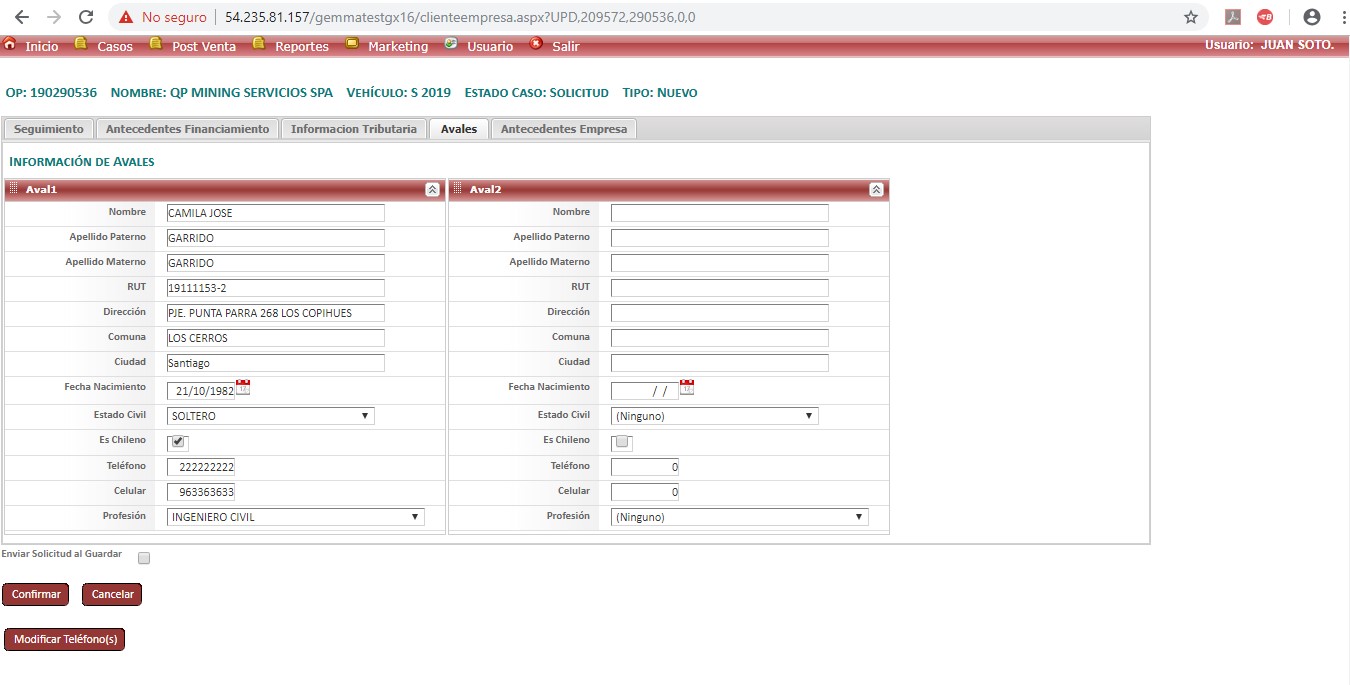 No seguro 54.235.81.157/gemmatestgx16/clienteempresa.aspx?UPD,209572,290536,0,0
Inicio Casos Post Venta Reportes Marketing Usuario Salir Usuario: JUAN SOTO.
OP: 190290536 NOMBRE: QP MINING SERVICIOS SPA VEHÍCULO: S 2019 ESTADO CASO: SOLICITUD TIPO: NUEVO
Seguimiento Antecedentes Financiamiento Informacion Tributaria Avales Antecedentes Empresa
INFORMACIÓN DE AVALES
Aval1 Aval2
Nombre CAMILA JOSE Nombre
Apellido Paterno GARRIDO Apellido Paterno
Apellido Materno GARRIDO Apellido Materno
RUT 19111153-2 RUT
Dirección PJE. PUNTA PARRA 268 LOS COPIHUES Dirección
Comuna LOS CERROS Comuna
Ciudad Santiago Ciudad
Fecha Nacimiento 21/10/1982 Fecha Nacimiento / /
Estado Civil SOLTERO Estado Civil (Ninguno)
Es Chileno Es Chileno
Teléfono 222222222 Teléfono 0
Celular 963363633 Celular 0
Profesión INGENIERO CIVIL Profesión (Ninguno)
Enviar Solicitud al Guardar
Confirmar Cancelar
Modificar Teléfono(s)